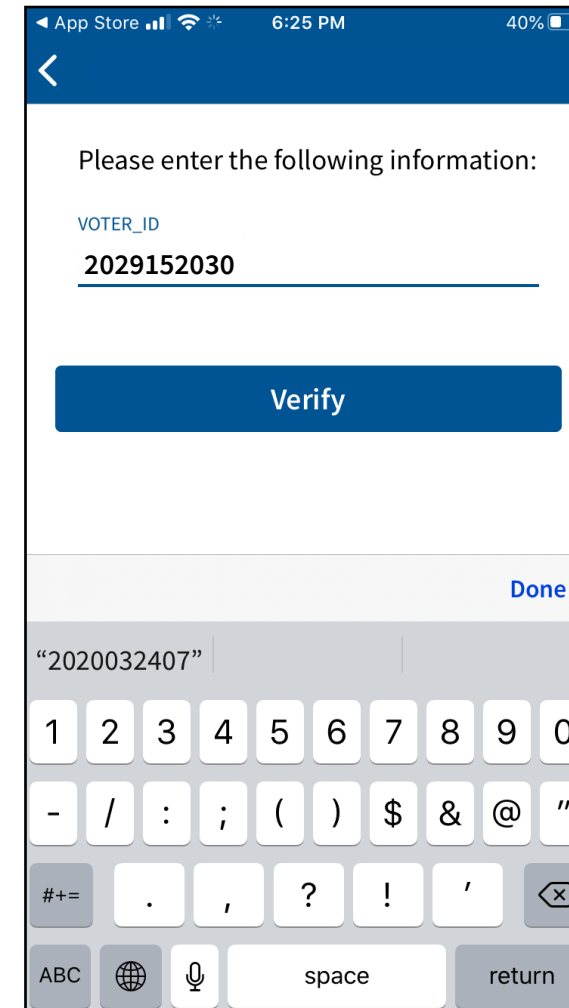 ◀ App Store 6:25 PM 40%
Please enter the following information:
VOTER_ID
2029152030
Verify
Done
“2020032407”
1 2 3 4 5 6 7 8 9 0
- / : ; ( ) $ & @ "
#+= . , ? ! '
ABC space return